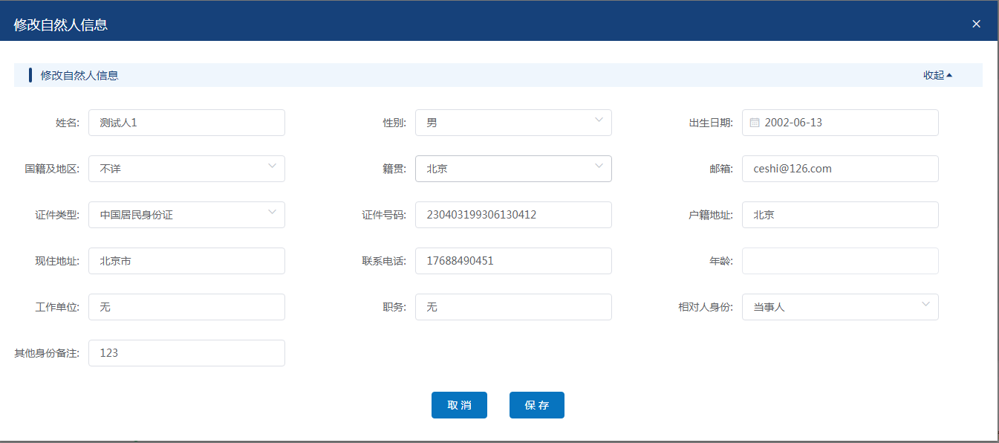 修改自然人信息
修改自然人信息 收起
姓名: 测试人1 性别: 男 出生日期: 2002-06-13
国籍及地区: 不详 籍贯: 北京 邮箱: ceshi@126.com
证件类型: 中国居民身份证 证件号码: 230403199306130412 户籍地址: 北京
现住地址: 北京市 联系电话: 17688490451 年龄:
工作单位: 无 职务: 无 相对人身份: 当事人
其他身份备注: 123
取消 保存